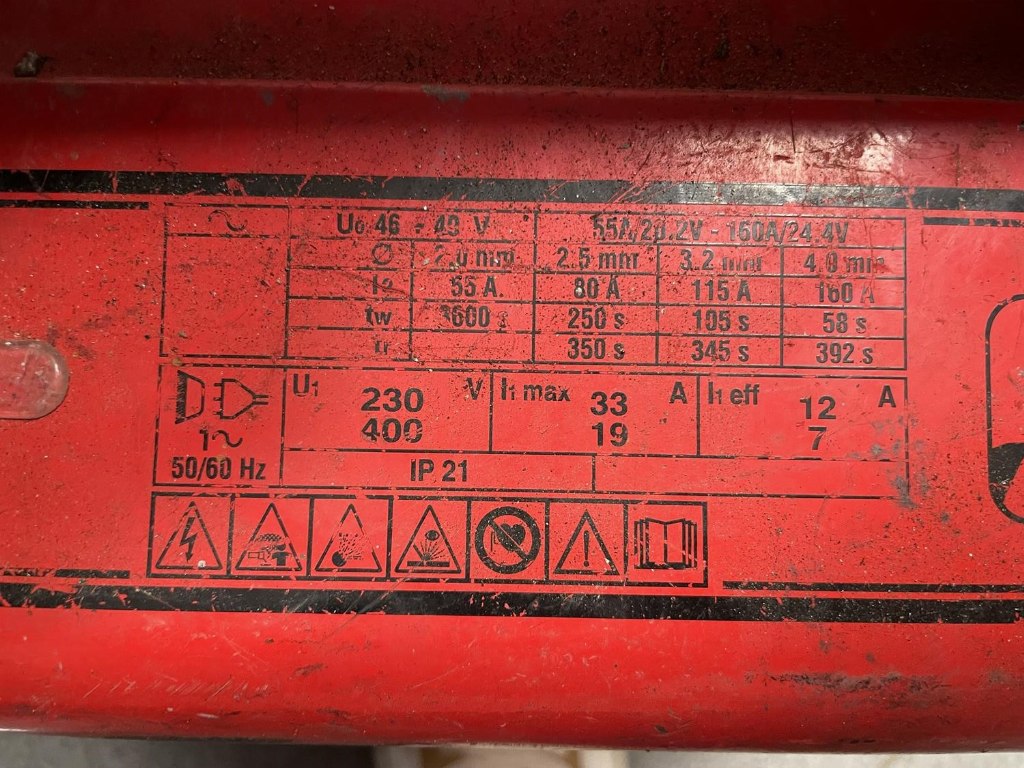 U₀ 46 - 49 V 55A/20.2V - 160A/24.4V
Ø 2.0 mm 2.5 mm 3.2 mm 4.0 mm
I₂ 55 A 80 A 115 A 160 A
tw 3600 s 250 s 105 s 58 s
tr 350 s 345 s 392 s
U₁ 230 V I₁ max 33 A I₁ eff 12 A
400 19 7
1~
50/60 Hz IP 21